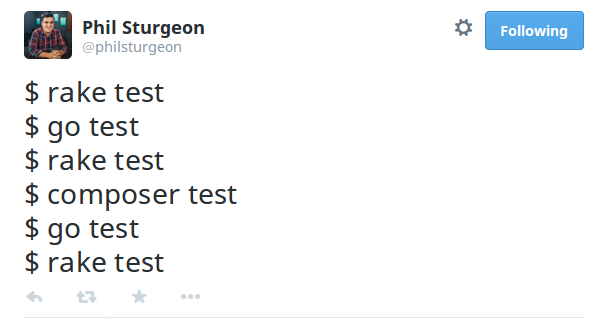 Phil Sturgeon
@philsturgeon
Following
$ rake test
$ go test
$ rake test
$ composer test
$ go test
$ rake test